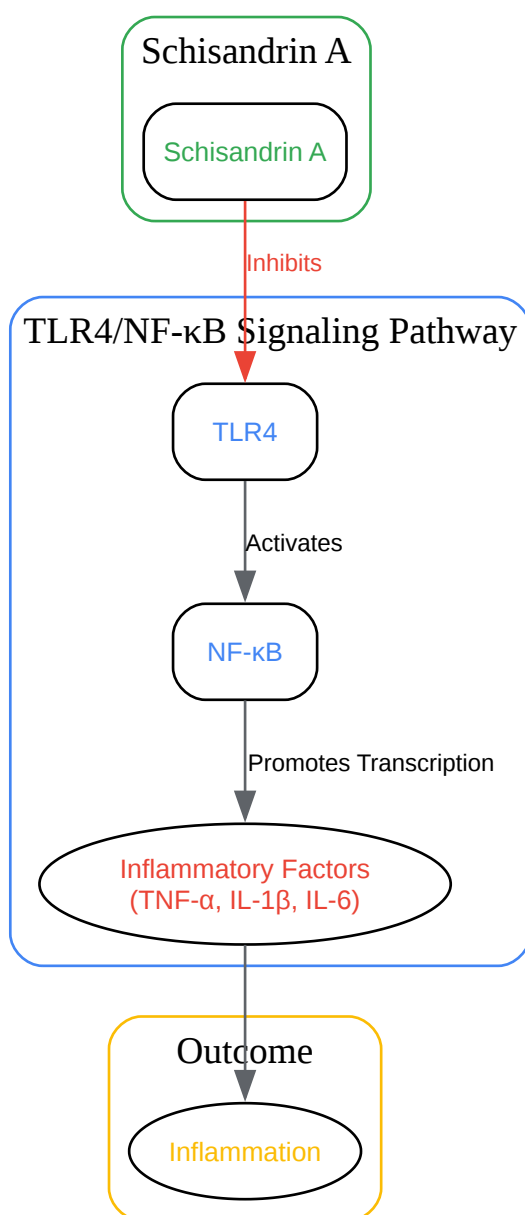 Schisandrin A
Schisandrin A
Inhibits
TLR4/NF-κB Signaling Pathway
TLR4
Activates
NF-κB
Promotes Transcription
Inflammatory Factors
(TNF-α, IL-1β, IL-6)
Outcome
Inflammation